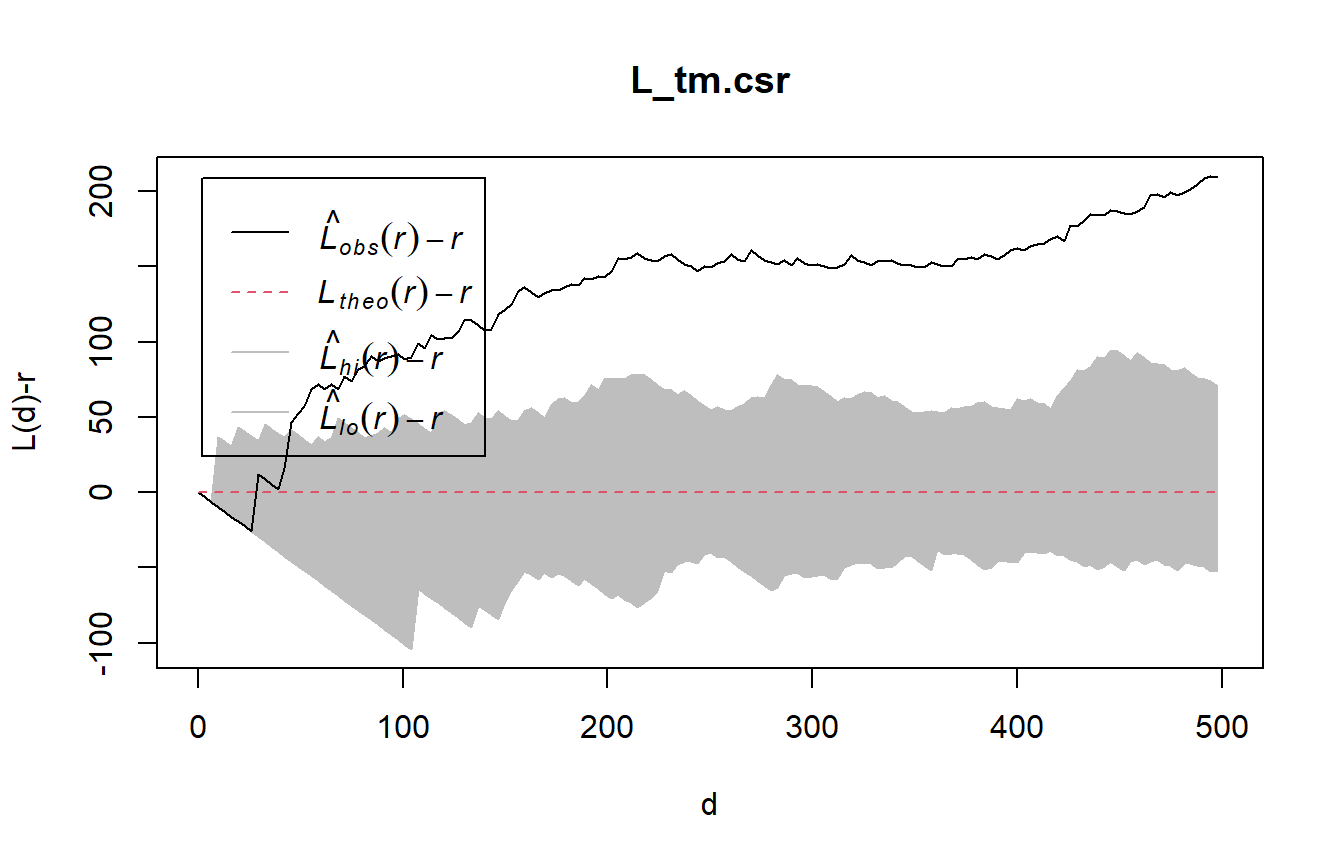 L_tm.csr
L̂obs(r) – r
Ltheo(r) – r
L̂hi(r) – r
L̂lo(r) – r
200
100
50
0
-100
L(d)-r
0 100 200 300 400 500
d